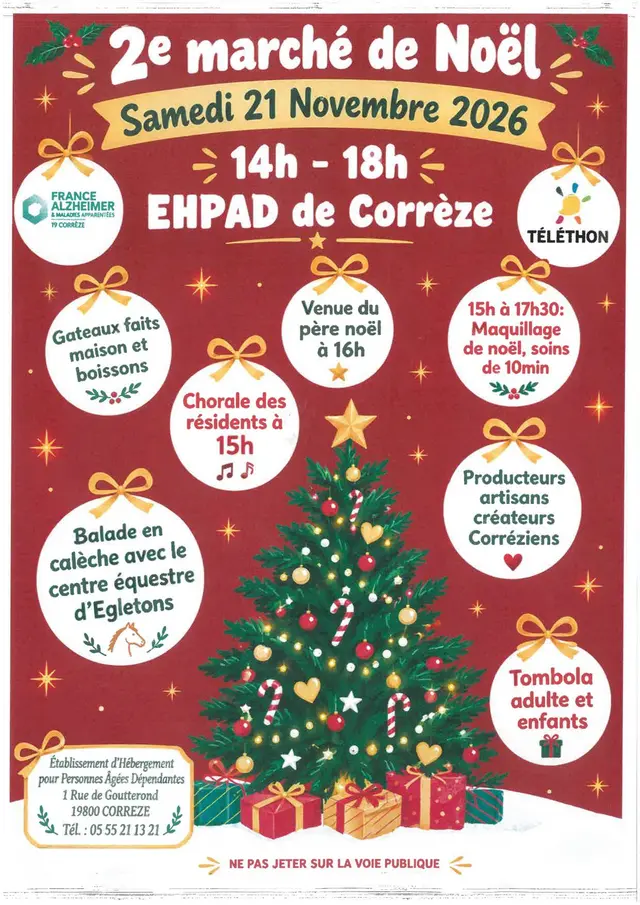 2e marché de Noël
Samedi 21 Novembre 2026
14h - 18h
EHPAD de Corrèze
FRANCE
ALZHEIMER
& MALADIES APPARENTÉES
19 CORRÈZE
TÉLÉTHON
Gateaux faits
maison et
boissons
Venue du
père noël
à 16h
15h à 17h30:
Maquillage
de noël, soins
de 10min
Chorale des
résidents à
15h
Producteurs
artisans
créateurs
Corréziens
Balade en
calèche avec le
centre équestre
d'Egletons
Tombola
adulte et
enfants
Établissement d'Hébergement
pour Personnes Âgées Dépendantes
1 Rue de Goutterond
19800 CORREZE
Tél. : 05 55 21 13 21
NE PAS JETER SUR LA VOIE PUBLIQUE